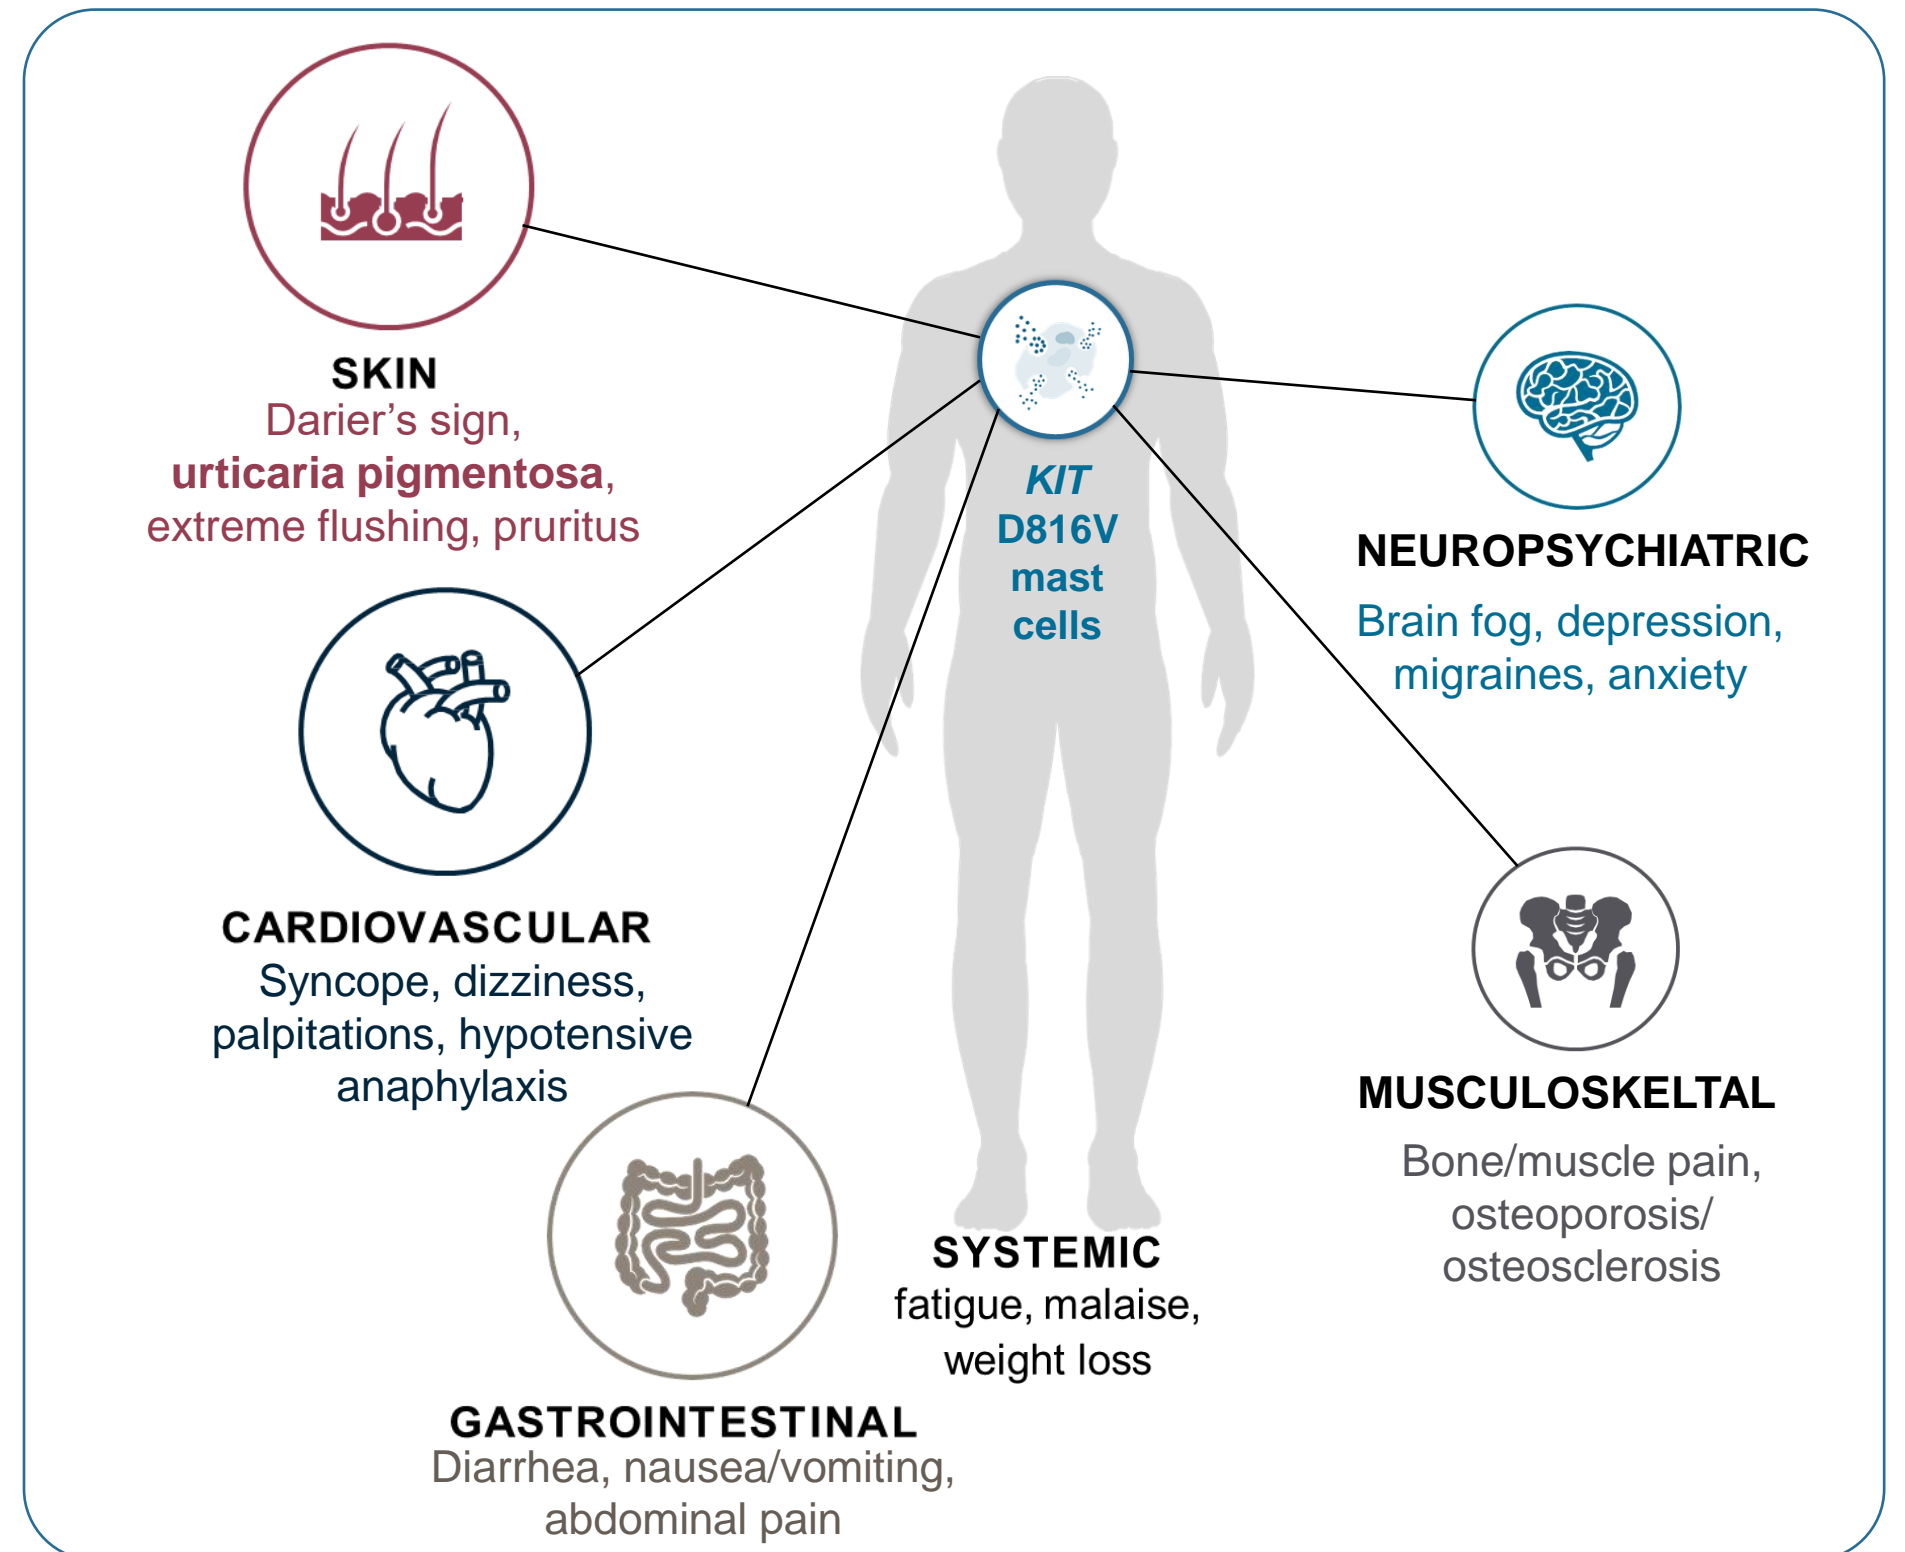 SKIN
Darier’s sign,
urticaria pigmentosa,
extreme flushing, pruritus
KIT
D816V
mast
cells
NEUROPSYCHIATRIC
Brain fog, depression,
migraines, anxiety
CARDIOVASCULAR
Syncope, dizziness,
palpitations, hypotensive
anaphylaxis
MUSCULOSKELTAL
Bone/muscle pain,
osteoporosis/
osteosclerosis
SYSTEMIC
fatigue, malaise,
weight loss
GASTROINTESTINAL
Diarrhea, nausea/vomiting,
abdominal pain